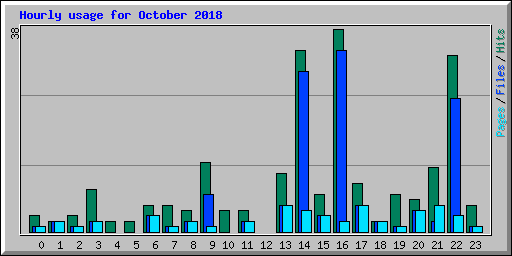 Hourly usage for October 2018
38
Pages/Files/Hits
0 1 2 3 4 5 6 7 8 9 10 11 12 13 14 15 16 17 18 19 20 21 22 23